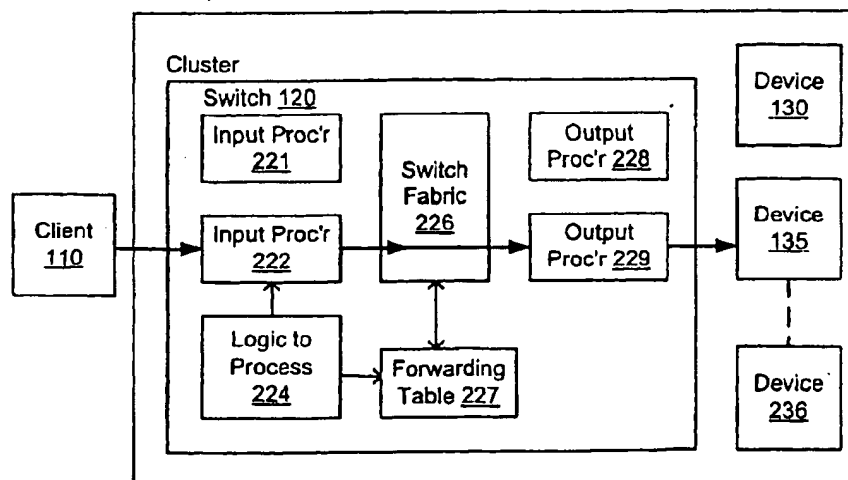 Cluster
Switch 120
Input Proc'r
221
Switch
Fabric
226
Output
Proc'r 228
Device
130
Client
110
Input Proc'r
222
Output
Proc'r 229
Device
135
Logic to
Process
224
Forwarding
Table 227
Device
236